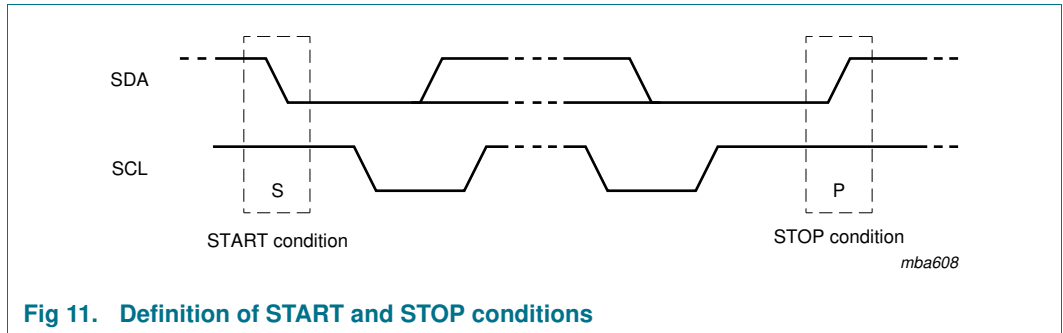 SDA
SCL
S
P
START condition
STOP condition
mba608
Fig 11. Definition of START and STOP conditions